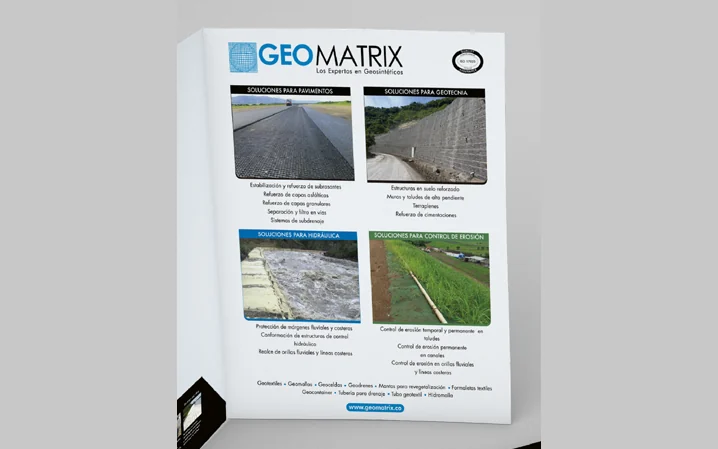 GEOMATRIX
Los Expertos en Geosintéticos
SOLUCIONES PARA PAVIMENTOS
Estabilización y refuerzo de subrasantes
Refuerzo de capas asfálticas
Refuerzo de capas granulares
Separación y filtro en vías
Sistemas de subdrenaje
SOLUCIONES PARA GEOTECNIA
Estructuras en suelo reforzado
Muros y taludes de alta pendiente
Terraplenes
Refuerzo de cimentaciones
SOLUCIONES PARA HIDRÁULICA
Protección de márgenes fluviales y costeras
Conformación de estructuras de control
hidráulico
Realce de orillas fluviales y líneas costeras
SOLUCIONES PARA CONTROL DE EROSIÓN
Control de erosión temporal y permanente en
taludes
Control de erosión permanente
en canales
Control de erosión en orillas fluviales
y líneas costeras
Geotextiles • Geomallas • Geoceldas • Geodrenes • Mantos para revegetalización • Formaletas textiles
Geocontainer • Tubería para drenaje • Tubo geotextil • Hidromalla
www.geomatrix.co